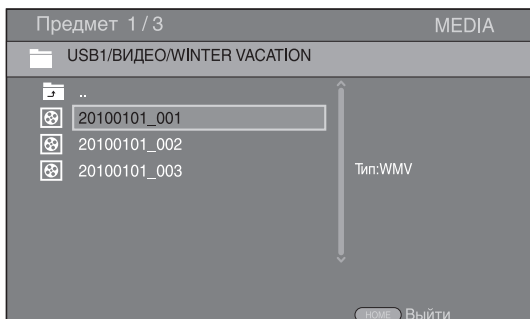 Предмет 1 / 3 MEDIA
USB1/ВИДЕО/WINTER VACATION
..
20100101_001
20100101_002
20100101_003
Тип:WMV
HOME Выйти